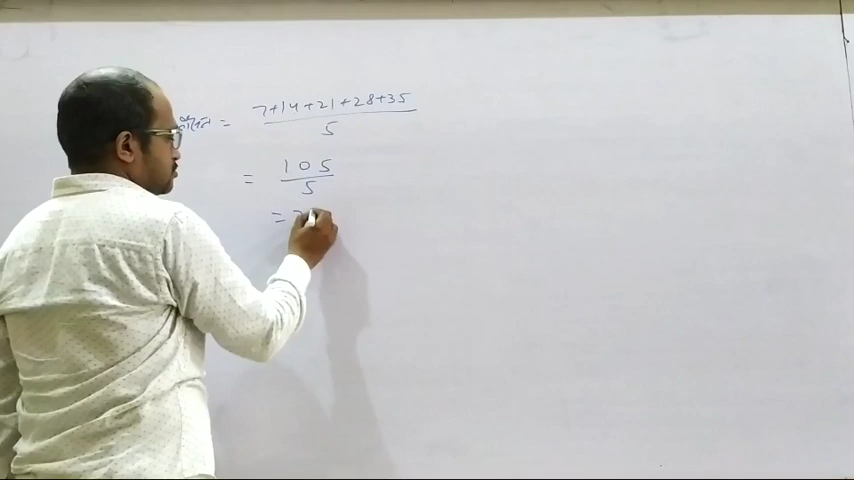 = 7+14+21+28+35 / 5
= 105 / 5
=